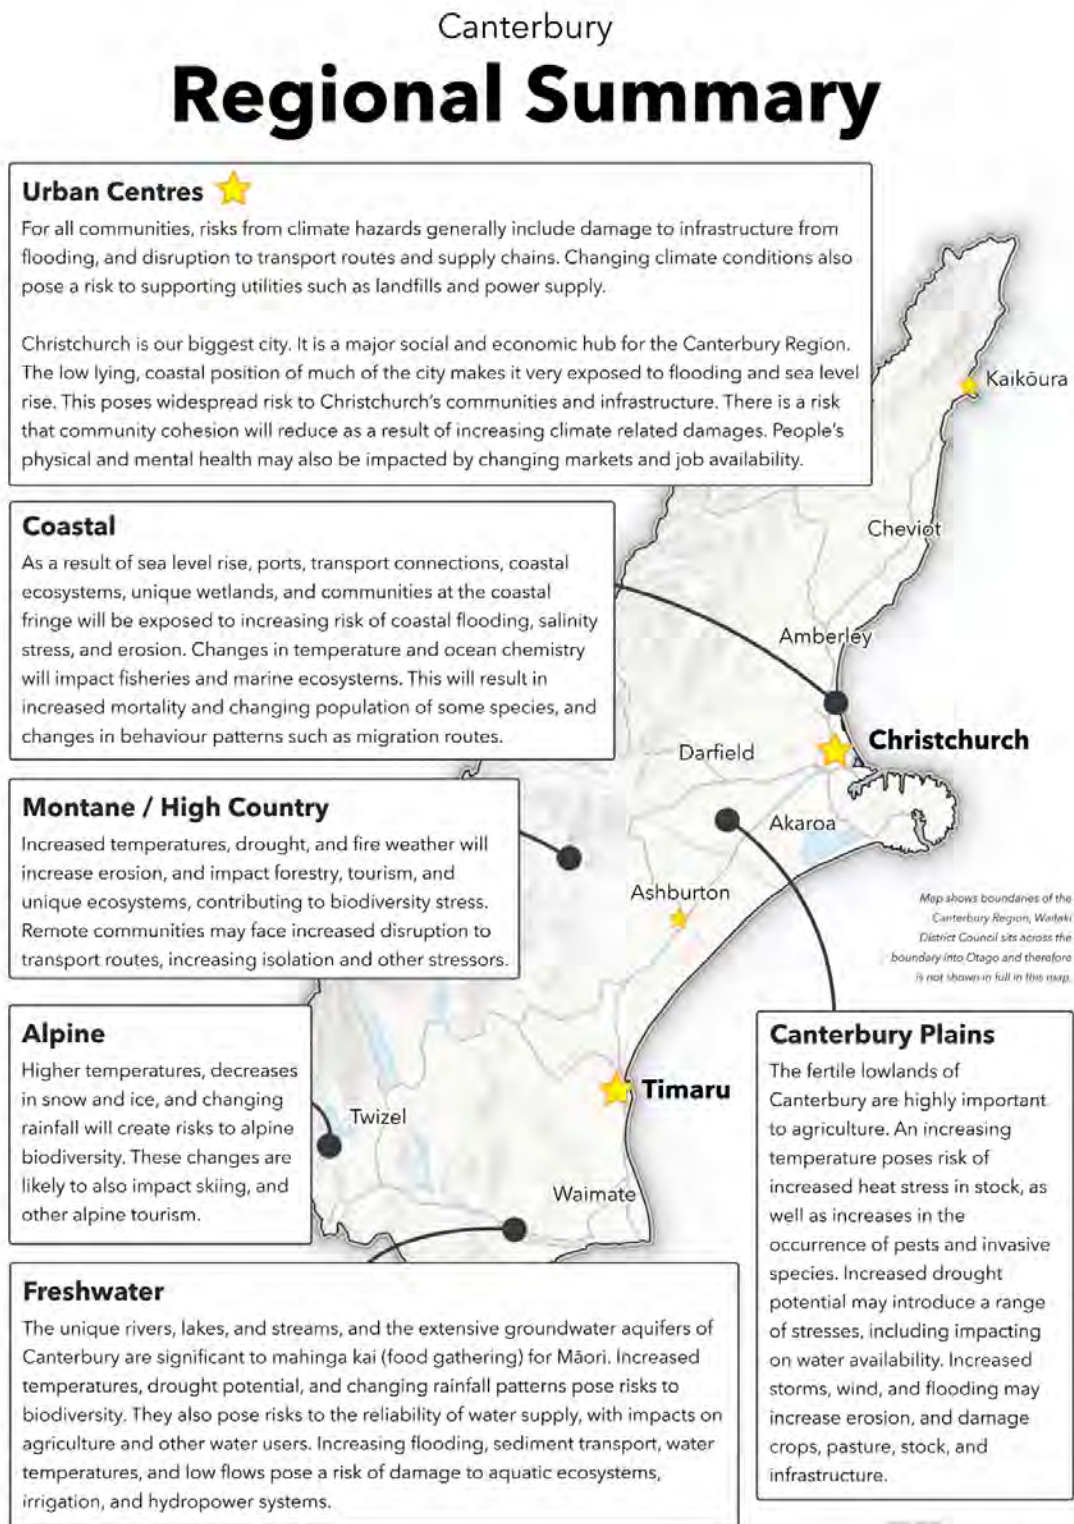 Canterbury
Regional Summary
Urban Centres
For all communities, risks from climate hazards generally include damage to infrastructure from
flooding, and disruption to transport routes and supply chains. Changing climate conditions also
pose a risk to supporting utilities such as landfills and power supply.
Christchurch is our biggest city. It is a major social and economic hub for the Canterbury Region.
The low lying, coastal position of much of the city makes it very exposed to flooding and sea level
rise. This poses widespread risk to Christchurch's communities and infrastructure. There is a risk
that community cohesion will reduce as a result of increasing climate related damages. People's
physical and mental health may also be impacted by changing markets and job availability.
Kaikōura
Coastal
As a result of sea level rise, ports, transport connections, coastal
ecosystems, unique wetlands, and communities at the coastal
fringe will be exposed to increasing risk of coastal flooding, salinity
stress, and erosion. Changes in temperature and ocean chemistry
will impact fisheries and marine ecosystems. This will result in
increased mortality and changing population of some species, and
changes in behaviour patterns such as migration routes.
Cheviot
Amberley
Christchurch
Darfield
Akaroa
Ashburton
Montane / High Country
Increased temperatures, drought, and fire weather will
increase erosion, and impact forestry, tourism, and
unique ecosystems, contributing to biodiversity stress.
Remote communities may face increased disruption to
transport routes, increasing isolation and other stressors.
Map shows boundaries of the
Canterbury Region, Waitaki
District Council sits across the
boundary into Otago and therefore
is not shown in full in this map.
Alpine
Higher temperatures, decreases
in snow and ice, and changing
rainfall will create risks to alpine
biodiversity. These changes are
likely to also impact skiing, and
other alpine tourism.
Twizel
Timaru
Waimate
Canterbury Plains
The fertile lowlands of
Canterbury are highly important
to agriculture. An increasing
temperature poses risk of
increased heat stress in stock, as
well as increases in the
occurrence of pests and invasive
species. Increased drought
potential may introduce a range
of stresses, including impacting
on water availability. Increased
storms, wind, and flooding may
increase erosion, and damage
crops, pasture, stock, and
infrastructure.
Freshwater
The unique rivers, lakes, and streams, and the extensive groundwater aquifers of
Canterbury are significant to mahinga kai (food gathering) for Māori. Increased
temperatures, drought potential, and changing rainfall patterns pose risks to
biodiversity. They also pose risks to the reliability of water supply, with impacts on
agriculture and other water users. Increasing flooding, sediment transport, water
temperatures, and low flows pose a risk of damage to aquatic ecosystems,
irrigation, and hydropower systems.